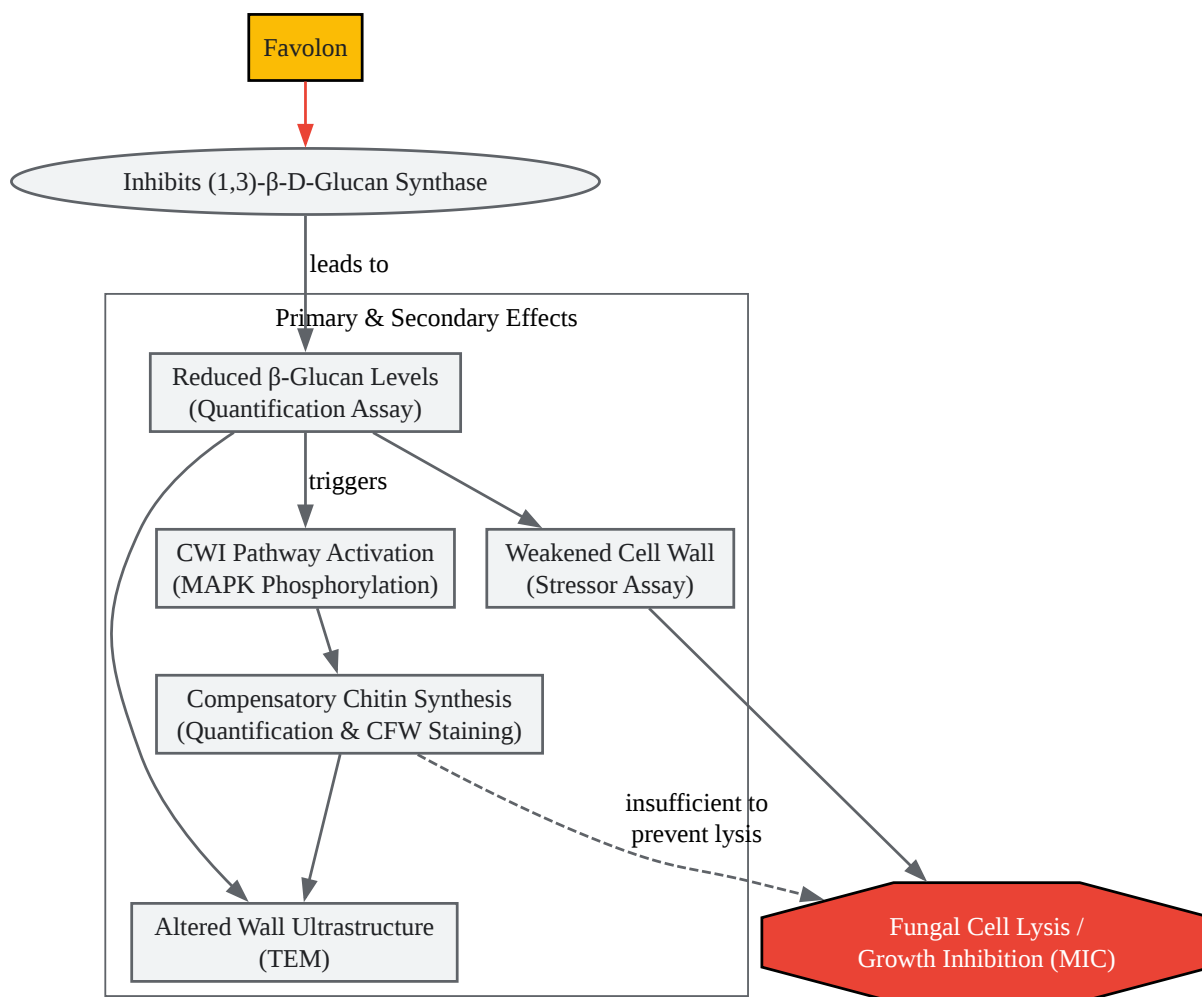 Favolon
Inhibits (1,3)-β-D-Glucan Synthase
leads to
Primary & Secondary Effects
Reduced β-Glucan Levels
(Quantification Assay)
triggers
CWI Pathway Activation
(MAPK Phosphorylation)
Weakened Cell Wall
(Stressor Assay)
Compensatory Chitin Synthesis
(Quantification & CFW Staining)
insufficient to
prevent lysis
Altered Wall Ultrastructure
(TEM)
Fungal Cell Lysis /
Growth Inhibition (MIC)